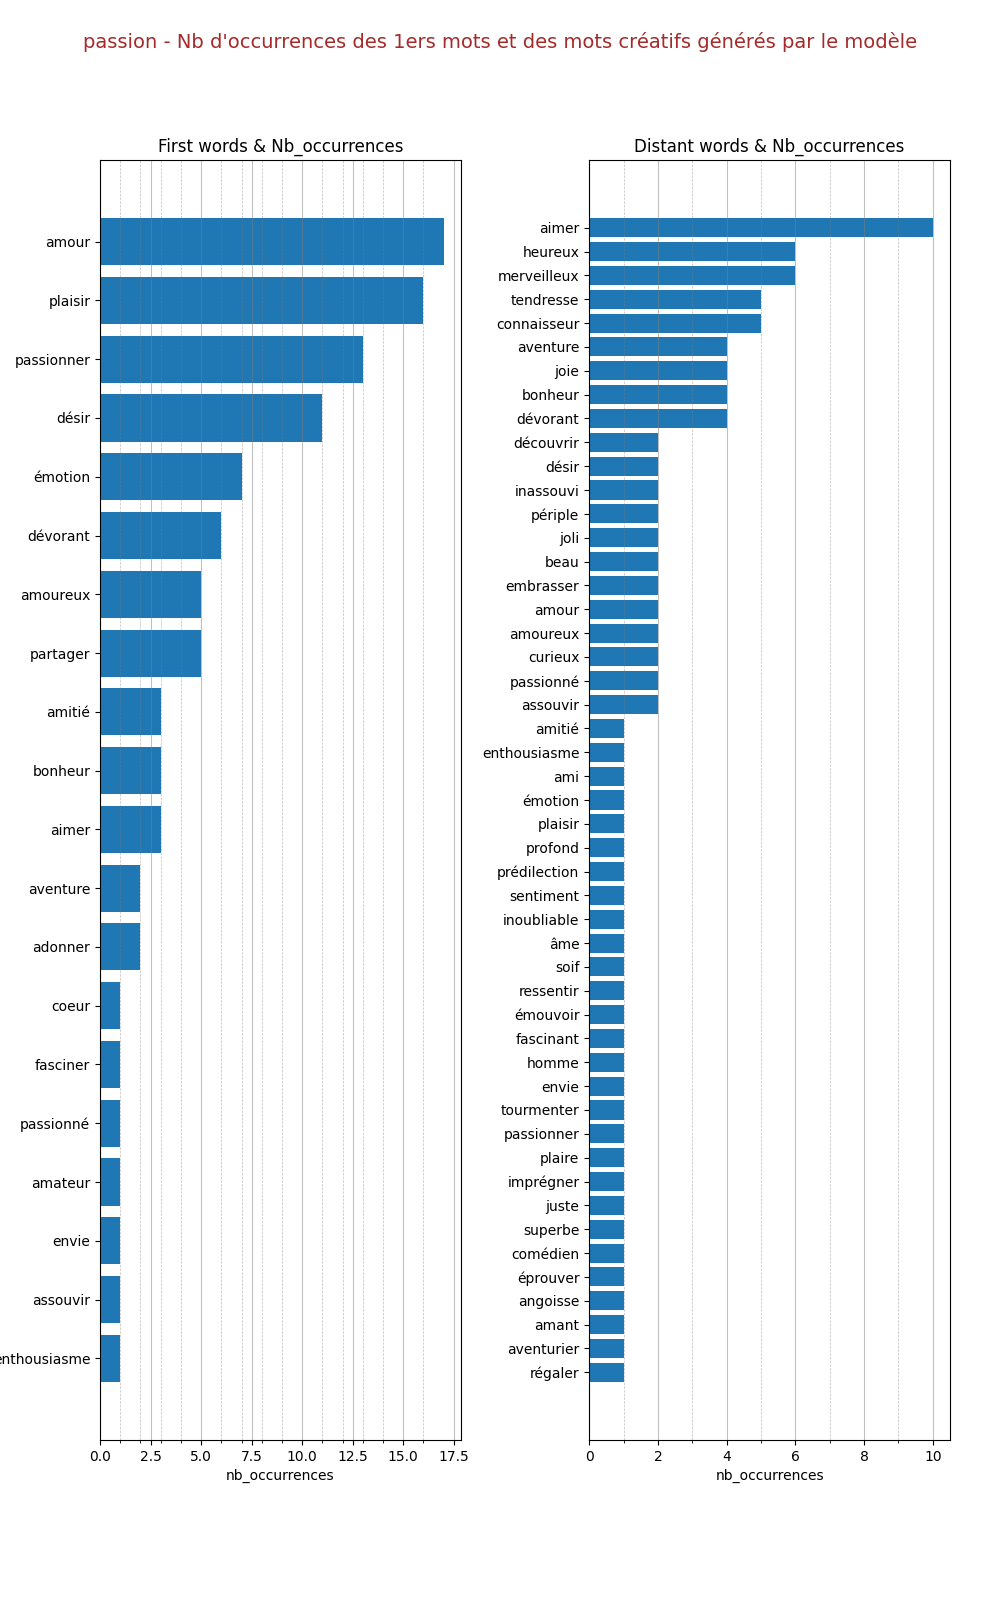 passion - Nb d'occurrences des 1ers mots et des mots créatifs générés par le modèle
First words & Nb_occurrences
amour
plaisir
passionner
désir
émotion
dévorant
amoureux
partager
amitié
bonheur
aimer
aventure
adonner
coeur
fasciner
passionné
amateur
envie
assouvir
enthousiasme
0.0 2.5 5.0 7.5 10.0 12.5 15.0 17.5
nb_occurrences
Distant words & Nb_occurrences
aimer
heureux
merveilleux
tendresse
connaisseur
aventure
joie
bonheur
dévorant
découvrir
désir
inassouvi
périple
joli
beau
embrasser
amour
amoureux
curieux
passionné
assouvir
amitié
enthousiasme
ami
émotion
plaisir
profond
prédilection
sentiment
inoubliable
âme
soif
ressentir
émouvoir
fascinant
homme
envie
tourmenter
passionner
plaire
imprégner
juste
superbe
comédien
éprouver
angoisse
amant
aventurier
régaler
0 2 4 6 8 10
nb_occurrences